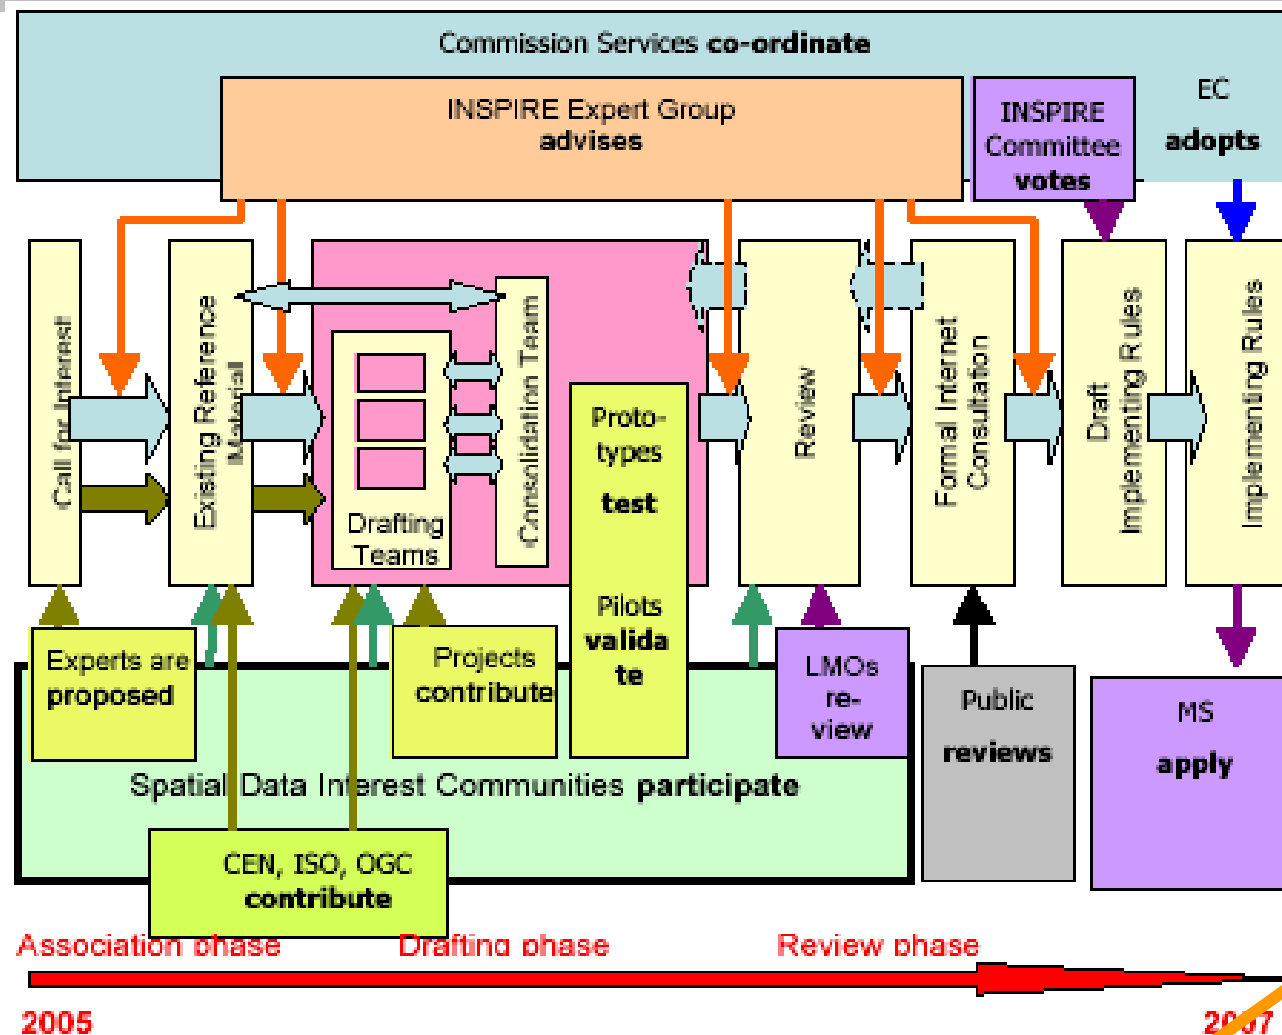 Commission Services co-ordinate
INSPIRE Expert Group
advises
INSPIRE
Committee
votes
EC
adopts
Call for Interest
Existing Reference
Material
Drafting
Teams
Consolidation Team
Proto-
types
test
Pilots
valida
te
Review
Formal Internet
Consultation
Draft
Implementing Rules
Implementing Rules
Experts are
proposed
Projects
contribute
LMOs
re-
view
Public
reviews
MS
apply
Spatial Data Interest Communities participate
CEN, ISO, OGC
contribute
Association phase
Drafting phase
Review phase
2005
2007